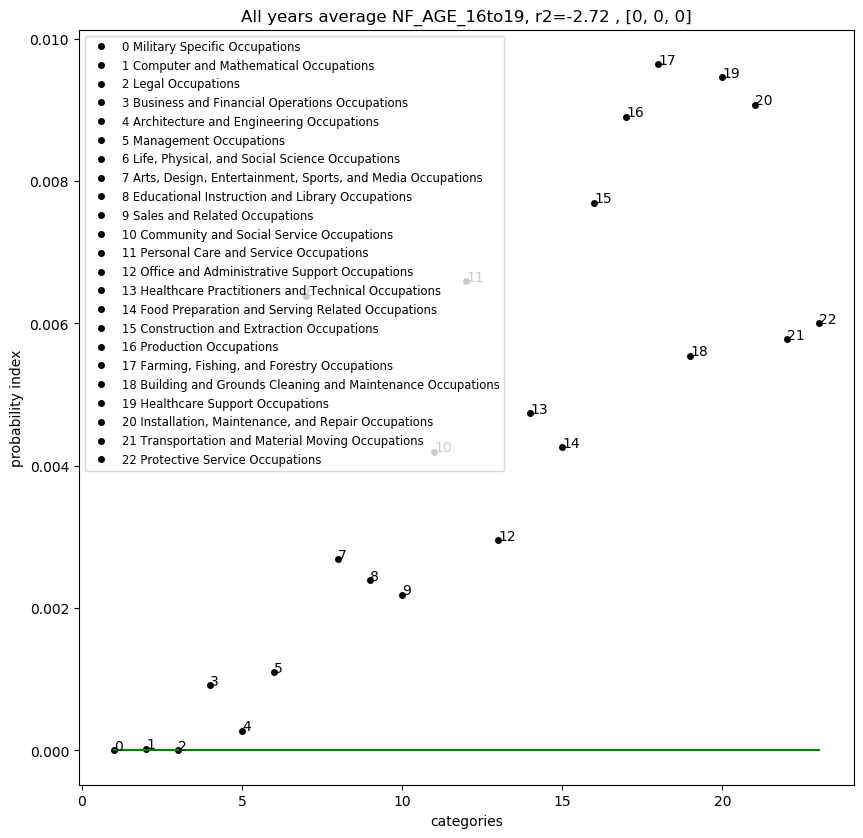 All years average NF_AGE_16to19, r2=-2.72 , [0, 0, 0]
0.010
0.008
0.006
0.004
0.002
0.000
probability index
0 Military Specific Occupations
1 Computer and Mathematical Occupations
2 Legal Occupations
3 Business and Financial Operations Occupations
4 Architecture and Engineering Occupations
5 Management Occupations
6 Life, Physical, and Social Science Occupations
7 Arts, Design, Entertainment, Sports, and Media Occupations
8 Educational Instruction and Library Occupations
9 Sales and Related Occupations
10 Community and Social Service Occupations
11 Personal Care and Service Occupations
12 Office and Administrative Support Occupations
13 Healthcare Practitioners and Technical Occupations
14 Food Preparation and Serving Related Occupations
15 Construction and Extraction Occupations
16 Production Occupations
17 Farming, Fishing, and Forestry Occupations
18 Building and Grounds Cleaning and Maintenance Occupations
19 Healthcare Support Occupations
20 Installation, Maintenance, and Repair Occupations
21 Transportation and Material Moving Occupations
22 Protective Service Occupations
0
1
2
3
4
5
7
8
9
10
11
12
13
14
15
16
17
18
19
20
21
22
0
5
10
15
20
categories